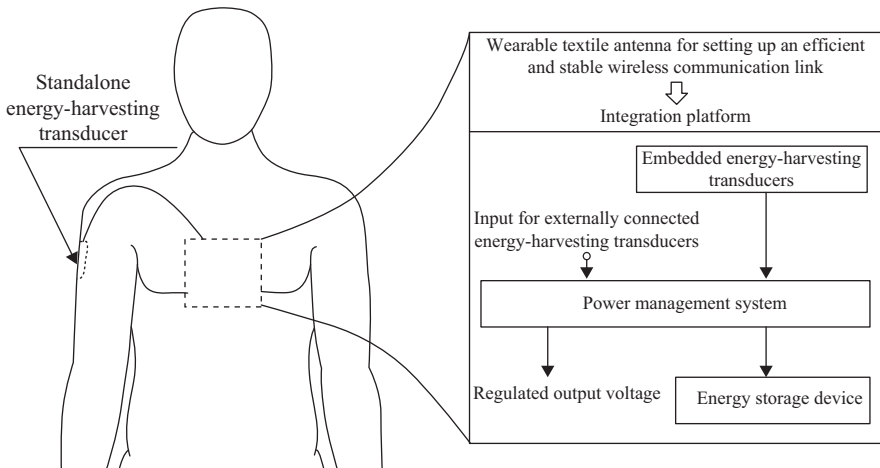 Standalone
energy-harvesting
transducer
Wearable textile antenna for setting up an efficient
and stable wireless communication link
Integration platform
Embedded energy-harvesting
transducers
Input for externally connected
energy-harvesting transducers
Power management system
Regulated output voltage
Energy storage device